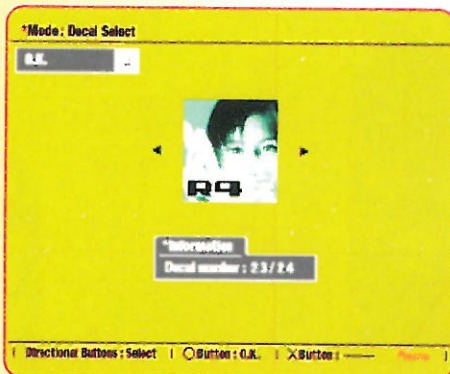 *Mode: Decal Select
O.K.
R4
*Information
Decal number : 23/24
Directional Buttons : Select | ○Button : O.K. | ×Button :